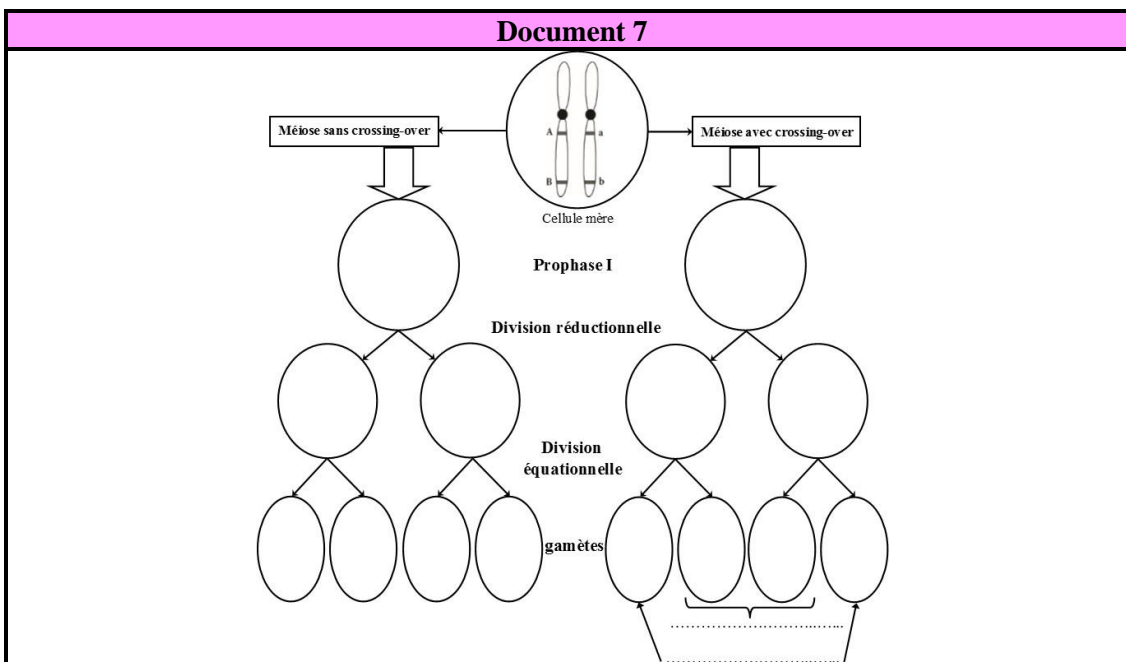 Document 7
Méiose sans crossing-over
Méiose avec crossing-over
A a
B b
Cellule mère
Prophase I
Division réductionnelle
Division
équationnelle
gamètes